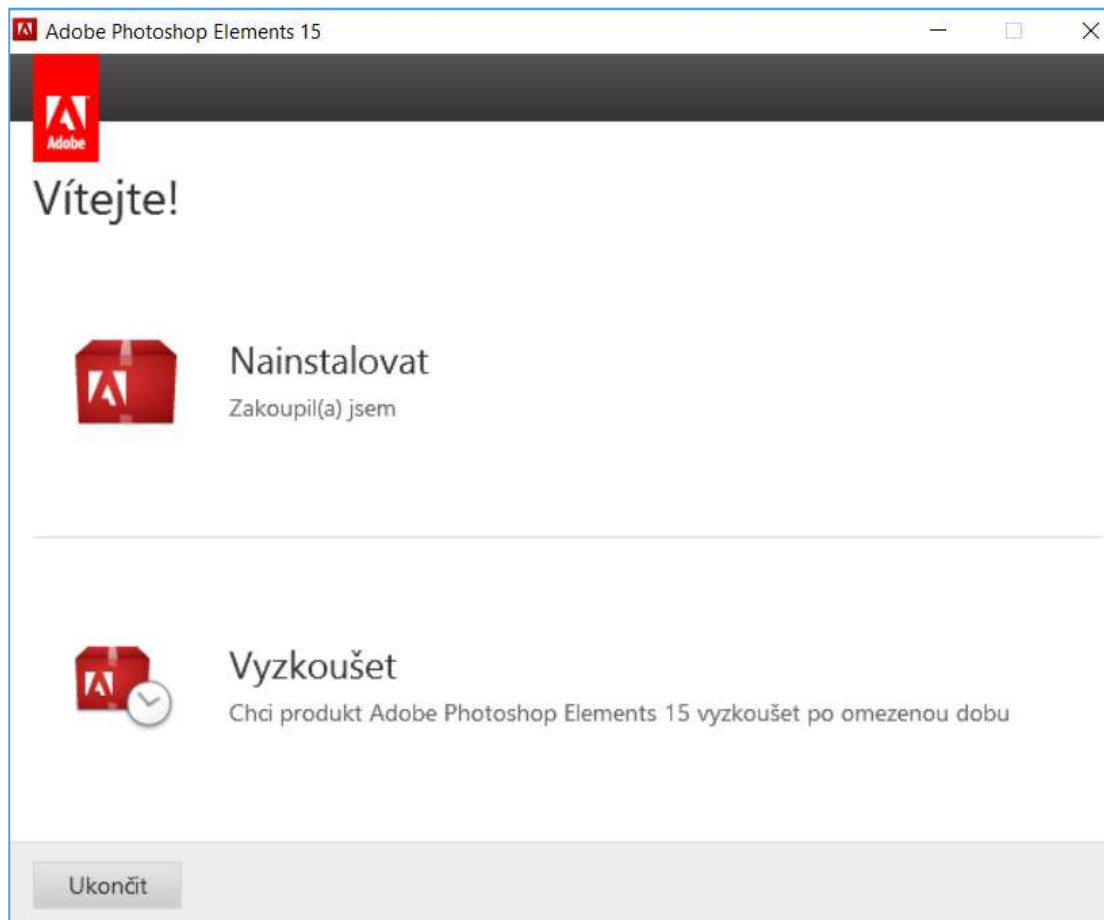 Adobe Photoshop Elements 15
Adobe
Vítejte!
Nainstalovat
Zakoupil(a) jsem
Vyzkoušet
Chci produkt Adobe Photoshop Elements 15 vyzkoušet po omezenou dobu
Ukončit